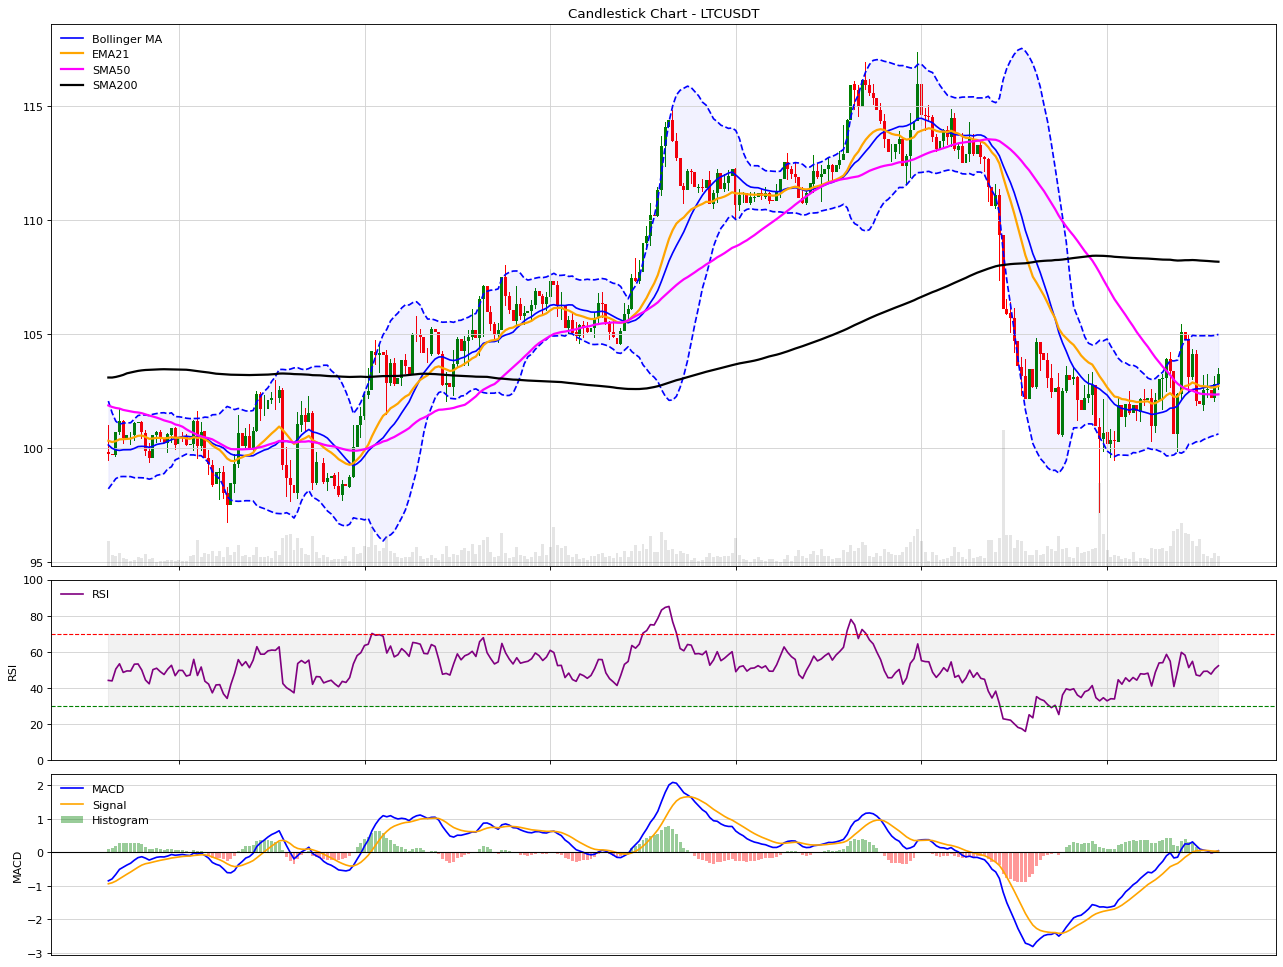 Candlestick Chart - LTCUSDT
Bollinger MA
EMA21
SMA50
SMA200
115
110
105
100
95
RSI
100
80
60
40
20
0
RSI
MACD
Signal
Histogram
2
1
0
−1
−2
−3
MACD